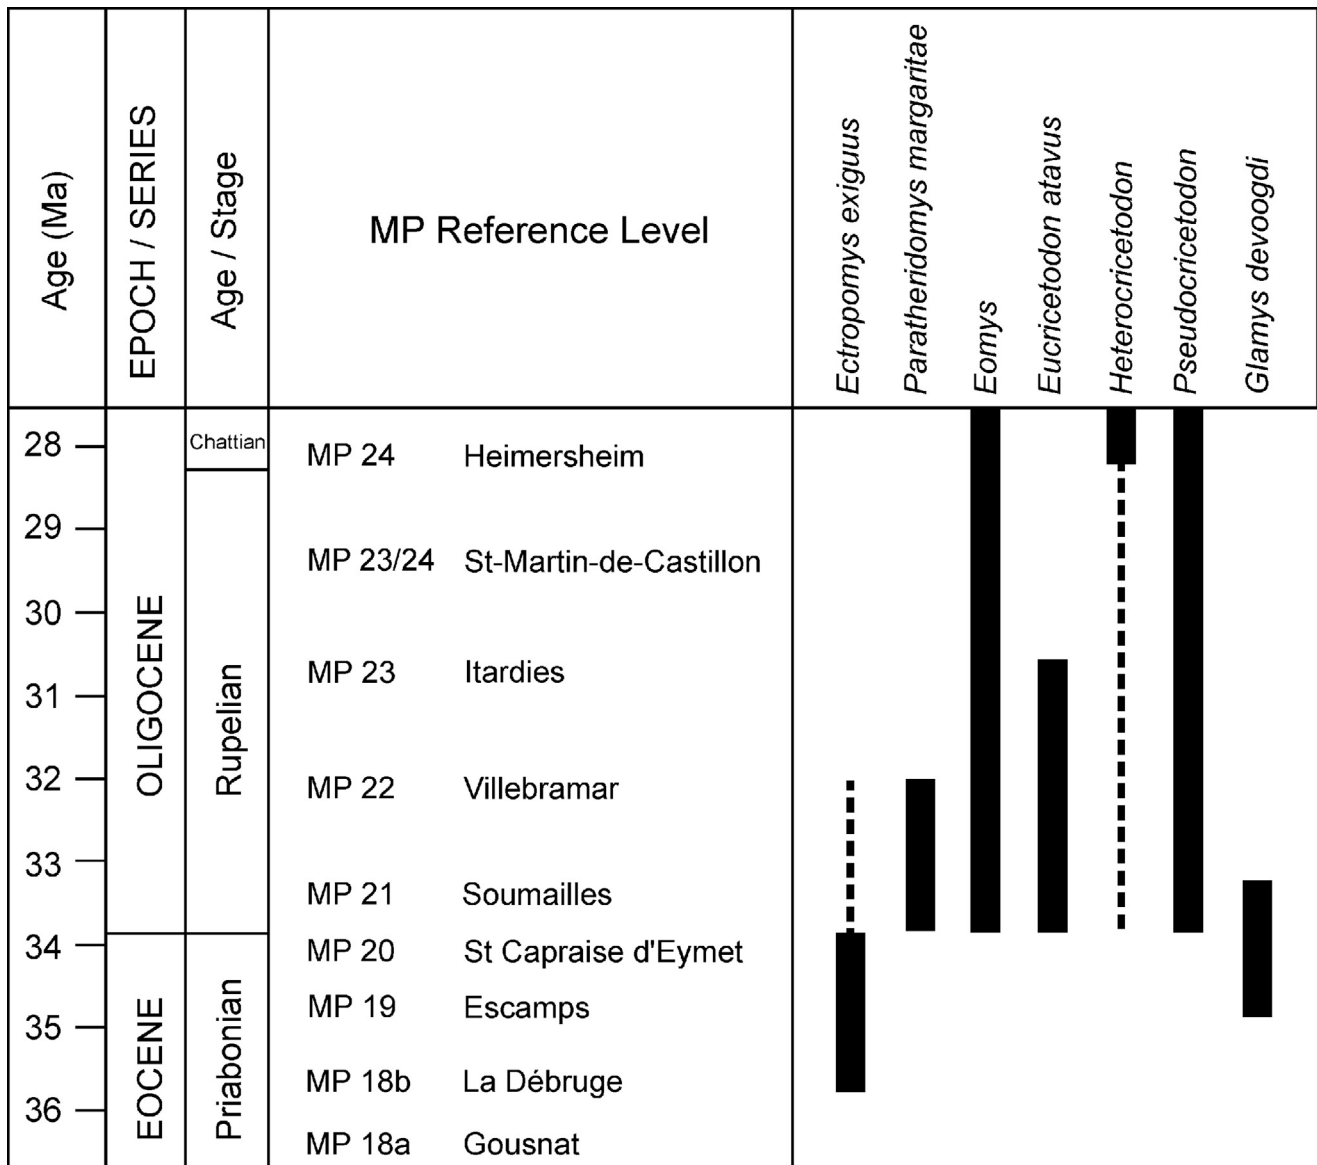 Age (Ma)
EPOCH / SERIES
Age / Stage
MP Reference Level
Ectropomys exiguus
Paratheridomys margaritae
Eomys
Eucricetodon atavus
Heterocricetodon
Pseudocricetodon
Glamys devoogdi
28
29
30
31
32
33
34
35
36
OLIGOCENE
EOCENE
Chattian
Rupelian
Priabonian
MP 24 Heimersheim
MP 23/24 St-Martin-de-Castillon
MP 23 Itardies
MP 22 Villebramar
MP 21 Soumailles
MP 20 St Capraise d'Eymet
MP 19 Escamps
MP 18b La Débruge
MP 18a Gousnat